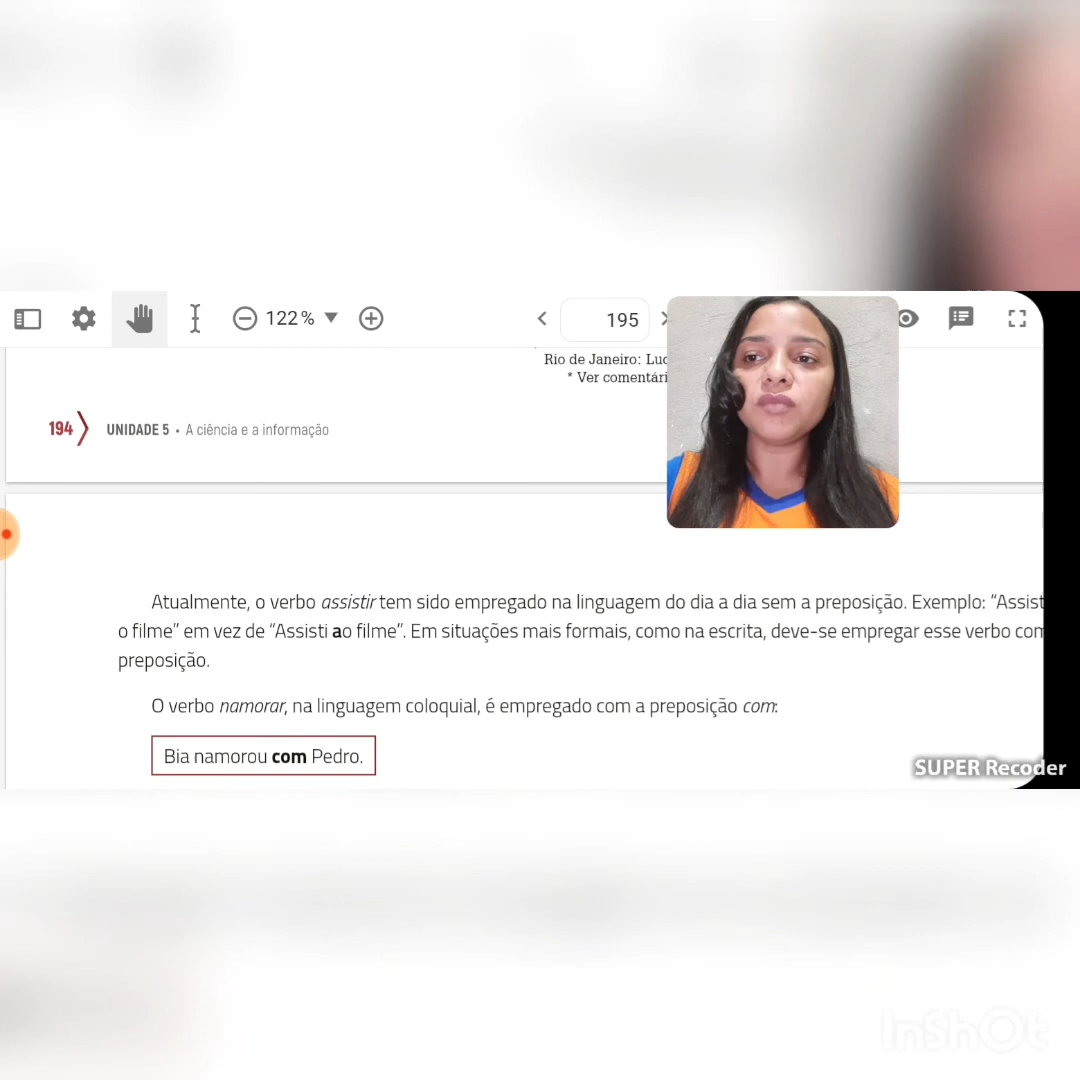 122%
195
Rio de Janeiro: Luc
* Ver comentári
194 UNIDADE 5 • A ciência e a informação
Atualmente, o verbo assistir tem sido empregado na linguagem do dia a dia sem a preposição. Exemplo: “Assist
o filme” em vez de “Assisti ao filme”. Em situações mais formais, como na escrita, deve-se empregar esse verbo com
preposição.
O verbo namorar, na linguagem coloquial, é empregado com a preposição com:
Bia namorou com Pedro.
SUPER Recoder
InShOt